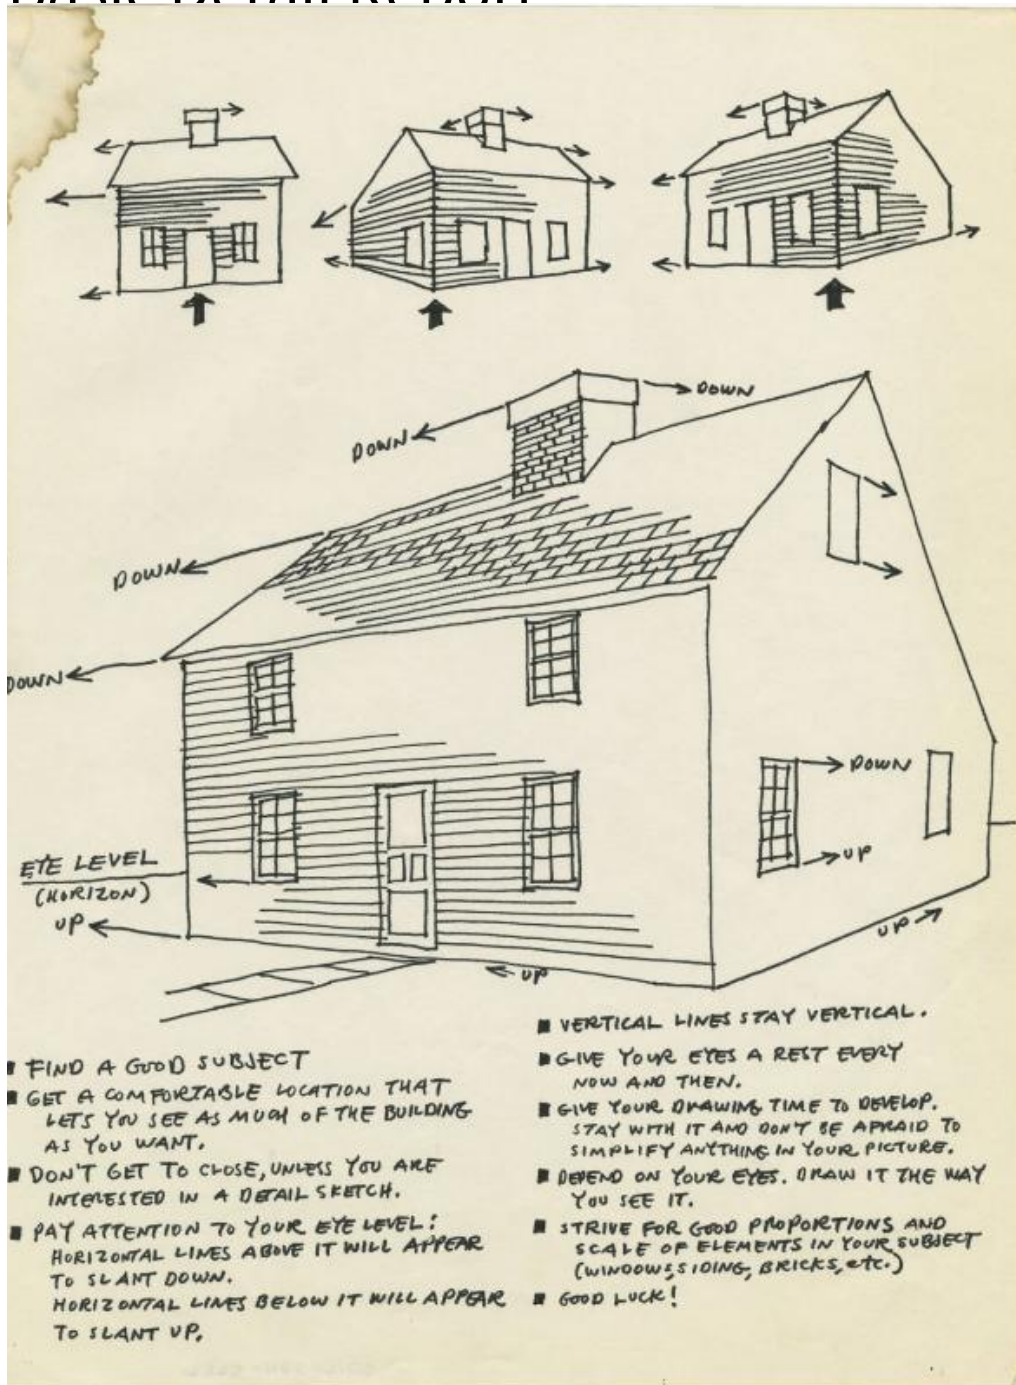 DOWN
DOWN
DOWN
DOWN
DOWN
UP
EYE LEVEL
(HORIZON)
UP
UP
UP
■ FIND A GOOD SUBJECT
■ GET A COMFORTABLE LOCATION THAT
LETS YOU SEE AS MUCH OF THE BUILDING
AS YOU WANT.
■ DON'T GET TO CLOSE, UNLESS YOU ARE
INTERESTED IN A DETAIL SKETCH.
■ PAY ATTENTION TO YOUR EYE LEVEL:
HORIZONTAL LINES ABOVE IT WILL APPEAR
TO SLANT DOWN.
HORIZONTAL LINES BELOW IT WILL APPEAR
TO SLANT UP.
■ VERTICAL LINES STAY VERTICAL.
■ GIVE YOUR EYES A REST EVERY
NOW AND THEN.
■ GIVE YOUR DRAWING TIME TO DEVELOP.
STAY WITH IT AND DON'T BE AFRAID TO
SIMPLIFY ANYTHING IN YOUR PICTURE.
■ DEPEND ON YOUR EYES. DRAW IT THE WAY
YOU SEE IT.
■ STRIVE FOR GOOD PROPORTIONS AND
SCALE OF ELEMENTS IN YOUR SUBJECT
(WINDOWS, SIDING, BRICKS, etc.)
■ GOOD LUCK!